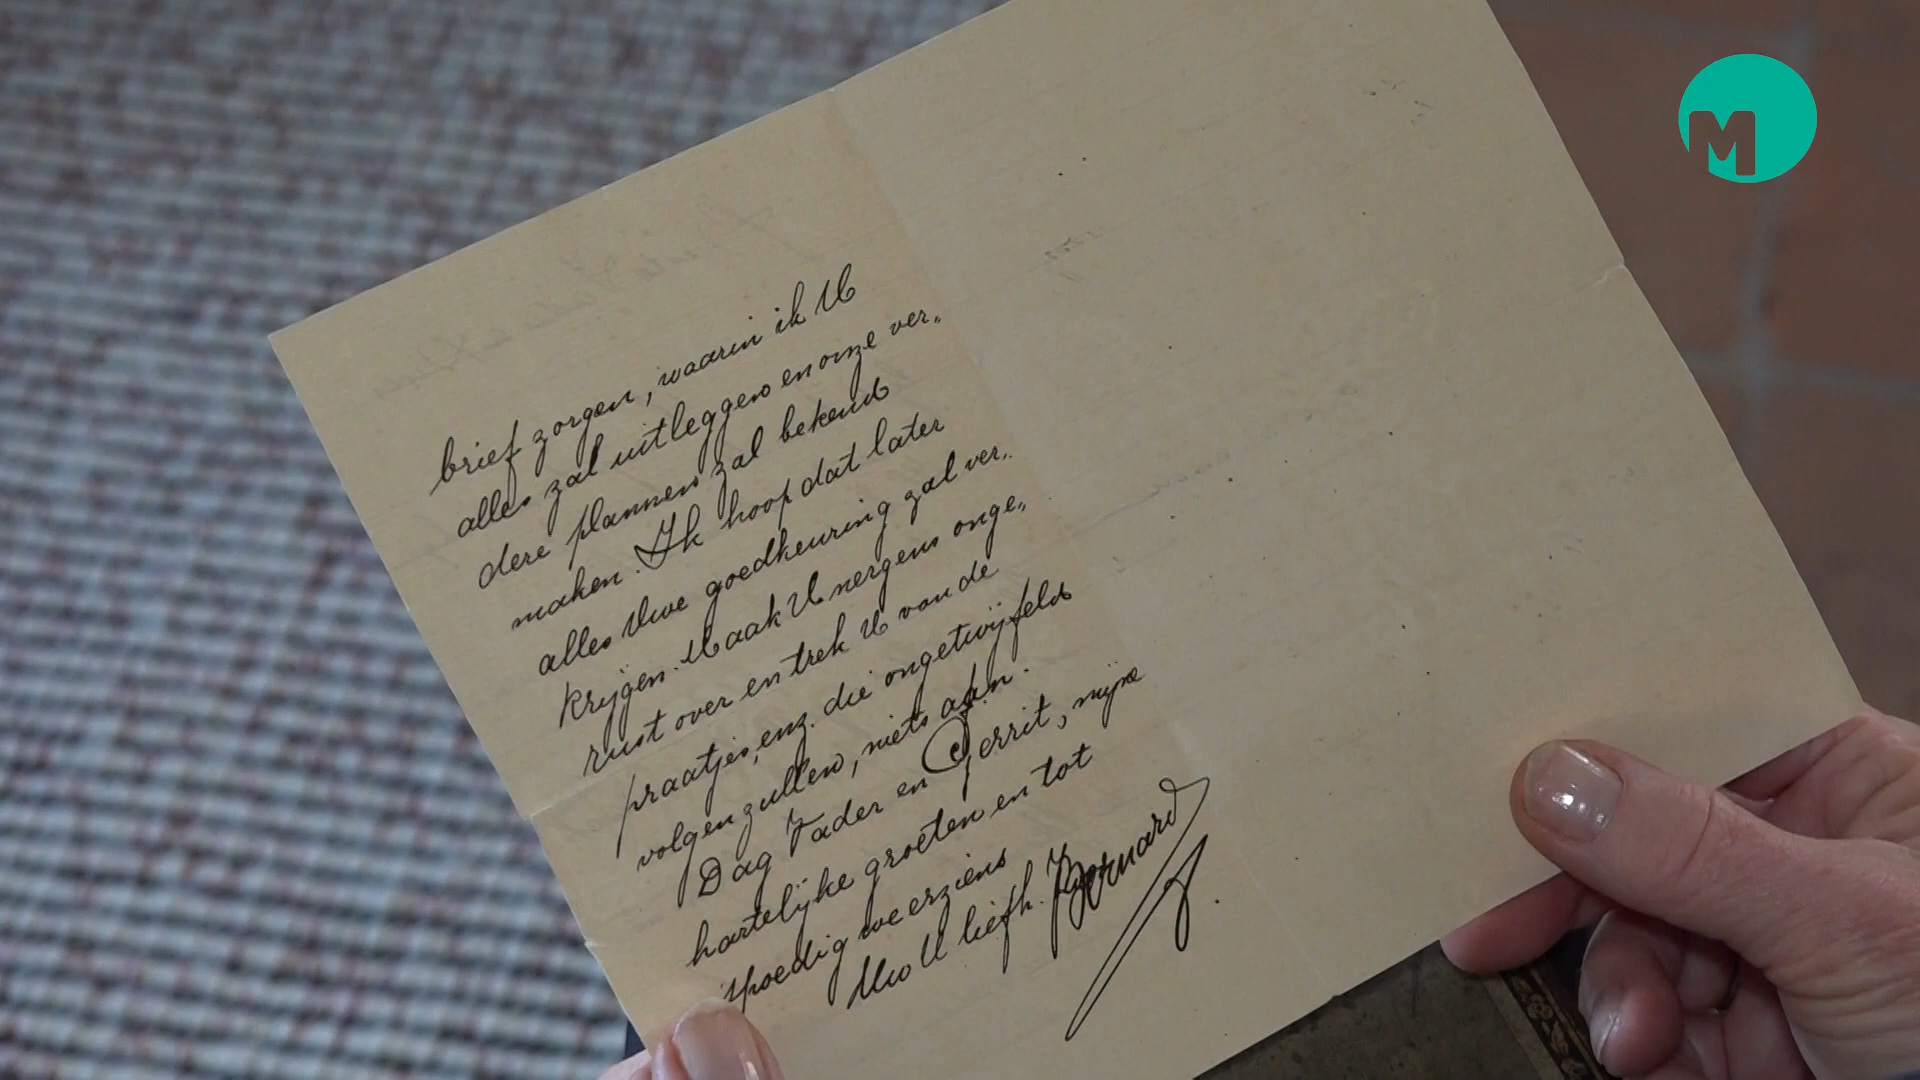 brief zorgen, waarin ik U
alles zal uitleggen en onze ver„
dere plannen zal bekend
maken. Ik hoop dat later
alles Uwe goedkeuring zal ver„
krijgen. Maak U nergens onge„
rust over en trek U van de
praatjes, enz. die ongetwijfeld
volgen zullen, niets aan.
Dag Vader en Gerrit, mijne
hartelijke groeten en tot
spoedig weerziens
Uw U liefh. Bernard
M